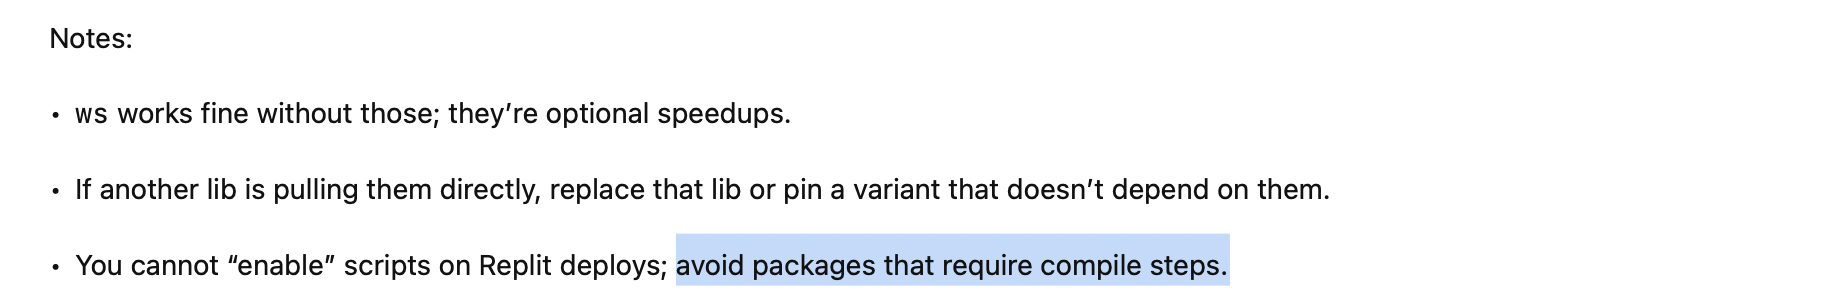 Notes:
• ws works fine without those; they’re optional speedups.
• If another lib is pulling them directly, replace that lib or pin a variant that doesn’t depend on them.
• You cannot “enable” scripts on Replit deploys; avoid packages that require compile steps.